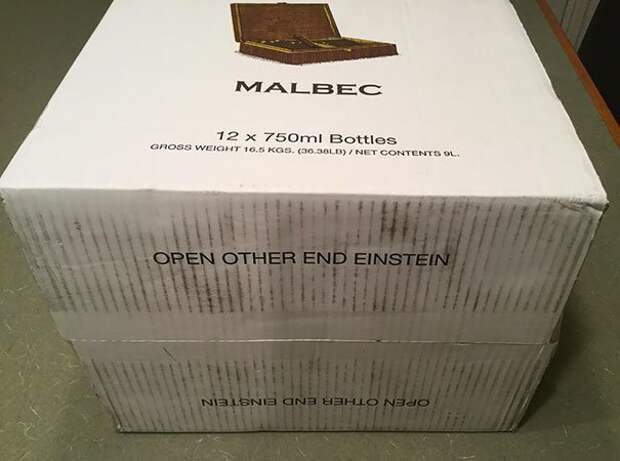 MALBEC
12 x 750ml Bottles
GROSS WEIGHT 16.5 KGS. (36.38LB) / NET CONTENTS 9L.
OPEN OTHER END EINSTEIN
OPEN OTHER END EINSTEIN